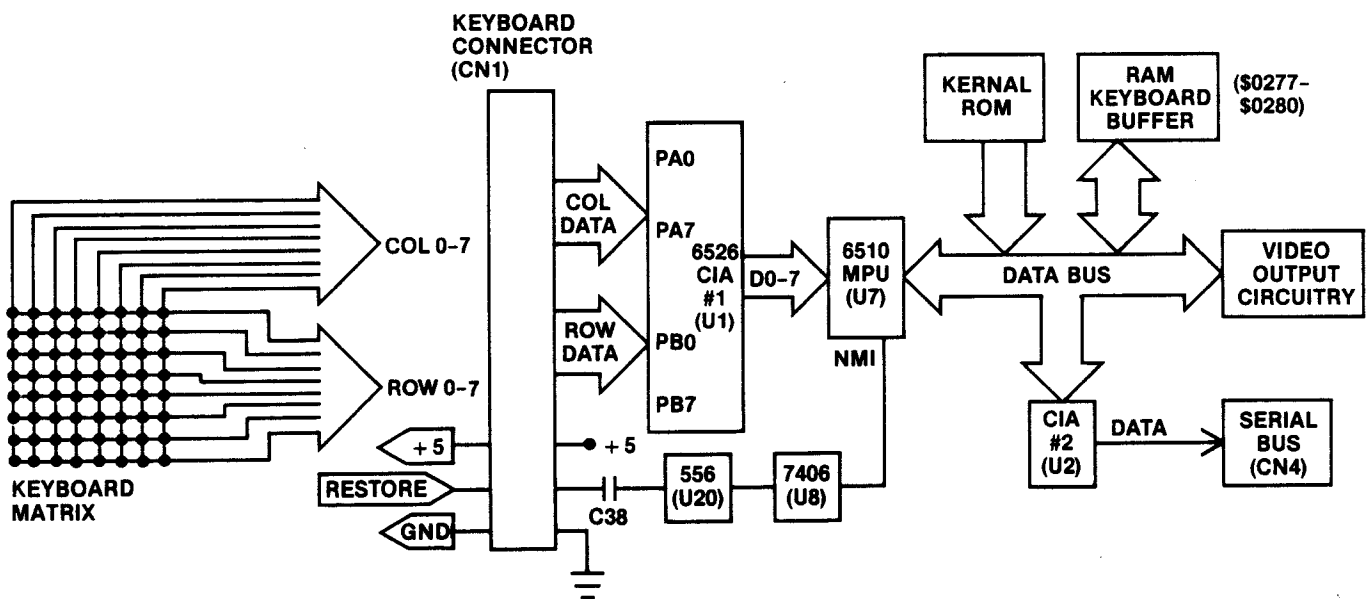 KEYBOARD
CONNECTOR
(CN1)
KERNAL
ROM
RAM
KEYBOARD
BUFFER
($0277-
$0280)
COL 0-7
ROW 0-7
KEYBOARD
MATRIX
+5
RESTORE
GND
COL
DATA
ROW
DATA
+5
C38
PA0
PA7
6526
CIA
#1
(U1)
PB0
PB7
D0-7
6510
MPU
(U7)
NMI
556
(U20)
7406
(U8)
DATA BUS
VIDEO
OUTPUT
CIRCUITRY
CIA
#2
(U2)
DATA
SERIAL
BUS
(CN4)